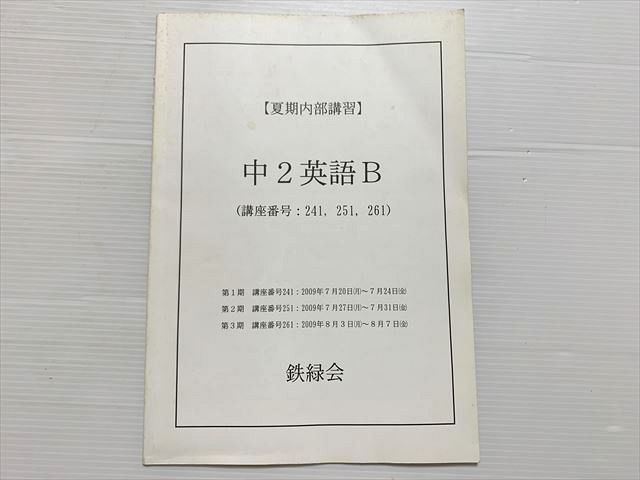 【夏期内部講習】
中２英語Ｂ
(講座番号：241, 251, 261)
第１期　講座番号241：2009年７月20日㈪～７月24日㈮
第２期　講座番号251：2009年７月27日㈪～７月31日㈮
第３期　講座番号261：2009年８月３日㈪～８月７日㈮
鉄緑会